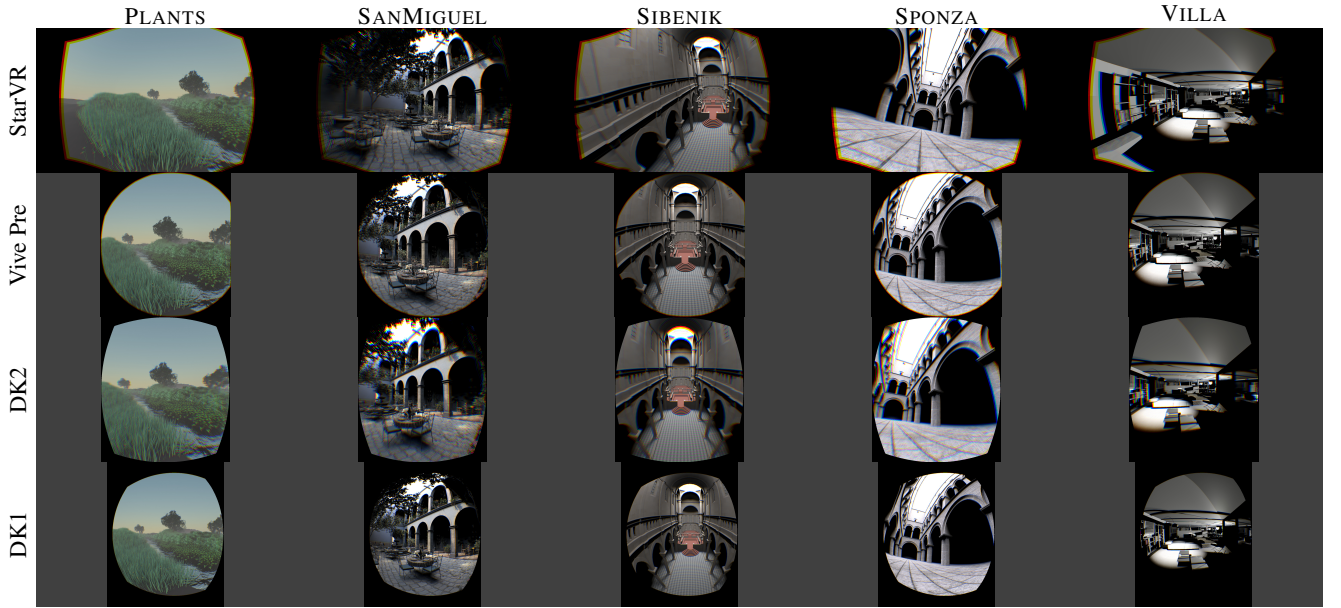 PLANTS SANMIGUEL SIBENIK SPONZA VILLA
StarVR
Vive Pre
DK2
DK1